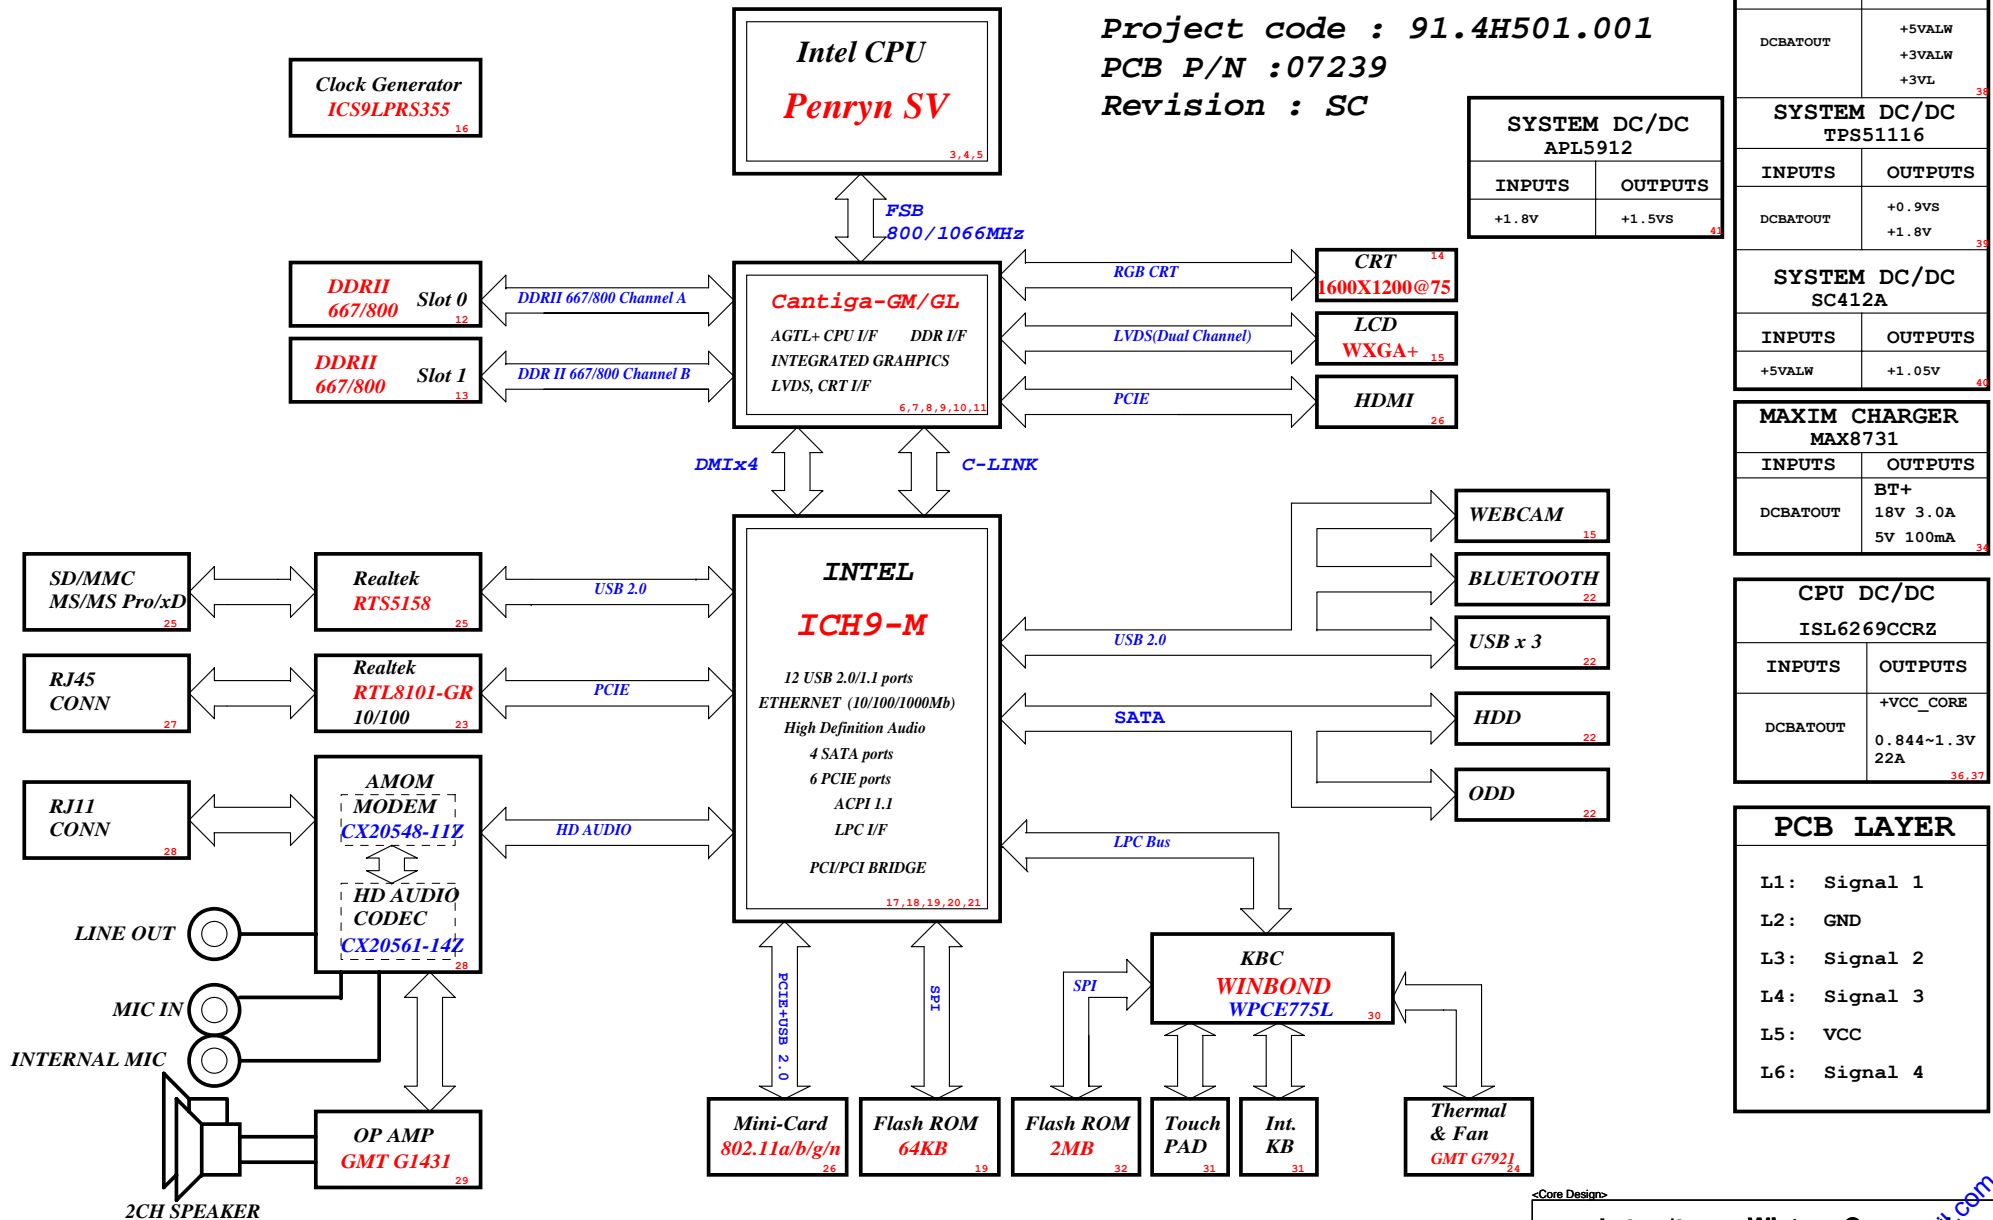 Project code : 91.4H501.001
PCB P/N :07239
Revision : SC
Clock Generator
ICS9LPRS355
16
Intel CPU
Penryn SV
3,4,5
FSB
800/1066MHz
DDRII
667/800
Slot 0
12
DDRII 667/800 Channel A
DDRII
667/800
Slot 1
13
DDR II 667/800 Channel B
Cantiga-GM/GL
AGTL+ CPU I/F
DDR I/F
INTEGRATED GRAHPICS
LVDS, CRT I/F
6,7,8,9,10,11
RGB CRT
CRT
14
1600X1200@75
LVDS(Dual Channel)
LCD
WXGA+
15
PCIE
HDMI
26
DMIx4
C-LINK
SD/MMC
MS/MS Pro/xD
25
Realtek
RTS5158
25
USB 2.0
RJ45
CONN
27
Realtek
RTL8101-GR
10/100
23
PCIE
RJ11
CONN
28
AMOM
MODEM
CX20548-11Z
HD AUDIO
CODEC
CX20561-14Z
28
HD AUDIO
INTEL
ICH9-M
12 USB 2.0/1.1 ports
ETHERNET (10/100/1000Mb)
High Definition Audio
4 SATA ports
6 PCIE ports
ACPI 1.1
LPC I/F
PCI/PCI BRIDGE
17,18,19,20,21
USB 2.0
WEBCAM
15
BLUETOOTH
22
USB x 3
22
SATA
HDD
22
ODD
22
LPC Bus
KBC
WINBOND
WPCE775L
30
SPI
LINE OUT
MIC IN
INTERNAL MIC
2CH SPEAKER
OP AMP
GMT G1431
29
PCIE+USB 2.0
SPI
Mini-Card
802.11a/b/g/n
26
Flash ROM
64KB
19
Flash ROM
2MB
32
Touch
PAD
31
Int.
KB
31
Thermal
& Fan
GMT G7921
24
SYSTEM DC/DC
APL5912
INPUTS
OUTPUTS
+1.8V
+1.5VS
41
DCBATOUT
+5VALW
+3VALW
+3VL
38
SYSTEM DC/DC
TPS51116
INPUTS
OUTPUTS
DCBATOUT
+0.9VS
+1.8V
39
SYSTEM DC/DC
SC412A
INPUTS
OUTPUTS
+5VALW
+1.05V
40
MAXIM CHARGER
MAX8731
INPUTS
OUTPUTS
DCBATOUT
BT+
18V 3.0A
5V 100mA
34
CPU DC/DC
ISL6269CCRZ
INPUTS
OUTPUTS
DCBATOUT
+VCC_CORE
0.844~1.3V
22A
36,37
PCB LAYER
L1: Signal 1
L2: GND
L3: Signal 2
L4: Signal 3
L5: VCC
L6: Signal 4
<Core Design>